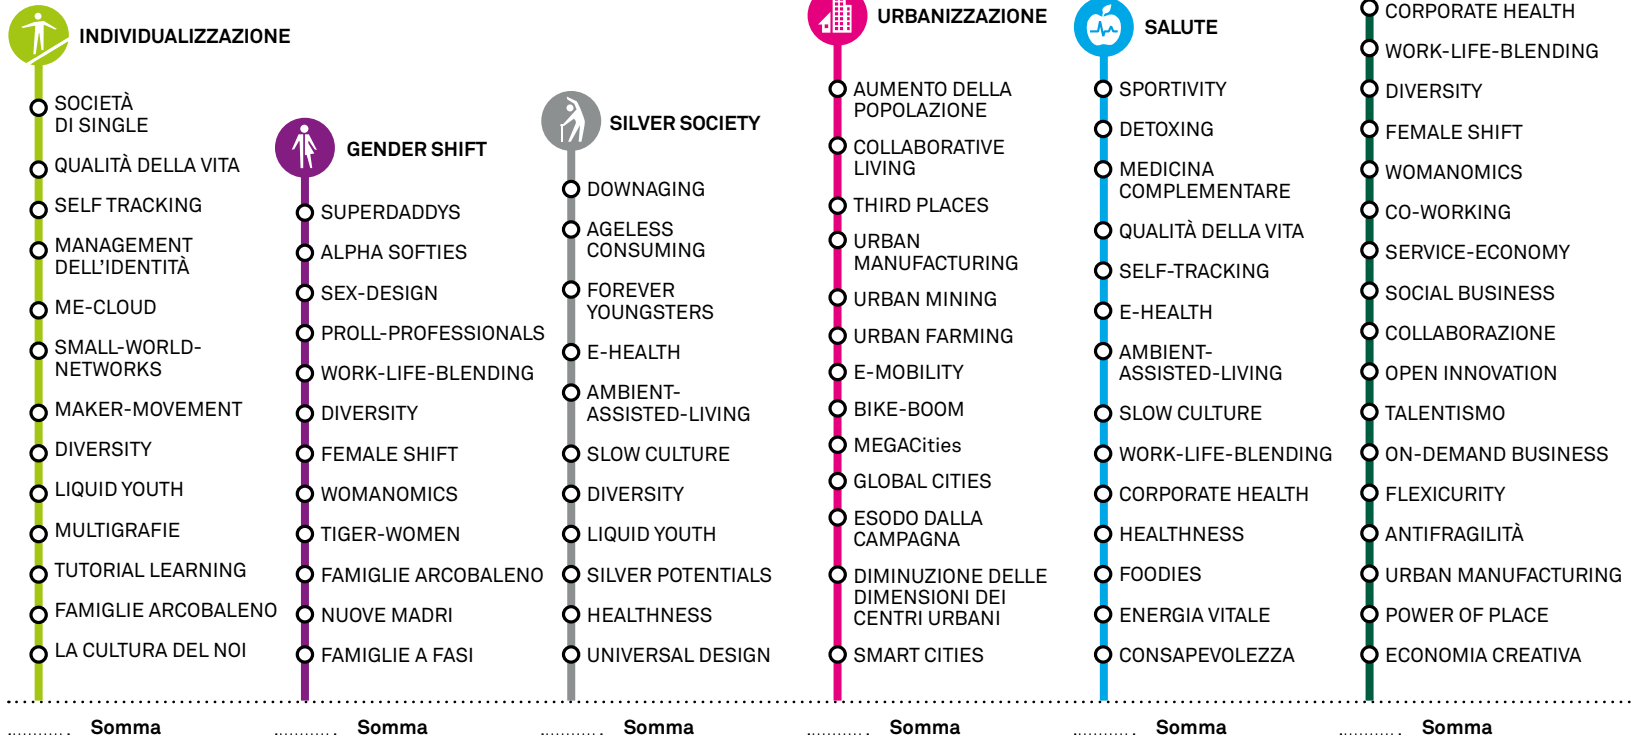 INDIVIDUALIZZAZIONE
SOCIETÀ
DI SINGLE
QUALITÀ DELLA VITA
SELF TRACKING
MANAGEMENT
DELL'IDENTITÀ
ME-CLOUD
SMALL-WORLD-
NETWORKS
MAKER-MOVEMENT
DIVERSITY
LIQUID YOUTH
MULTIGRAFIE
TUTORIAL LEARNING
FAMIGLIE ARCOBALENO
LA CULTURA DEL NOI
Somma
GENDER SHIFT
SUPERDADDYS
ALPHA SOFTIES
SEX-DESIGN
PROLL-PROFESSIONALS
WORK-LIFE-BLENDING
DIVERSITY
FEMALE SHIFT
WOMANOMICS
TIGER-WOMEN
FAMIGLIE ARCOBALENO
NUOVE MADRI
FAMIGLIE A FASI
Somma
SILVER SOCIETY
DOWNAGING
AGELESS
CONSUMING
FOREVER
YOUNGSTERS
E-HEALTH
AMBIENT-
ASSISTED-LIVING
SLOW CULTURE
DIVERSITY
LIQUID YOUTH
SILVER POTENTIALS
HEALTHNESS
UNIVERSAL DESIGN
Somma
URBANIZZAZIONE
AUMENTO DELLA
POPOLAZIONE
COLLABORATIVE
LIVING
THIRD PLACES
URBAN
MANUFACTURING
URBAN MINING
URBAN FARMING
E-MOBILITY
BIKE-BOOM
MEGACities
GLOBAL CITIES
ESODO DALLA
CAMPAGNA
DIMINUZIONE DELLE
DIMENSIONI DEI
CENTRI URBANI
SMART CITIES
Somma
SALUTE
SPORTIVITY
DETOXING
MEDICINA
COMPLEMENTARE
QUALITÀ DELLA VITA
SELF-TRACKING
E-HEALTH
AMBIENT-
ASSISTED-LIVING
SLOW CULTURE
WORK-LIFE-BLENDING
CORPORATE HEALTH
HEALTHNESS
FOODIES
ENERGIA VITALE
CONSAPEVOLEZZA
Somma
CORPORATE HEALTH
WORK-LIFE-BLENDING
DIVERSITY
FEMALE SHIFT
WOMANOMICS
CO-WORKING
SERVICE-ECONOMY
SOCIAL BUSINESS
COLLABORAZIONE
OPEN INNOVATION
TALENTISMO
ON-DEMAND BUSINESS
FLEXICURITY
ANTIFRAGILITÀ
URBAN MANUFACTURING
POWER OF PLACE
ECONOMIA CREATIVA
Somma